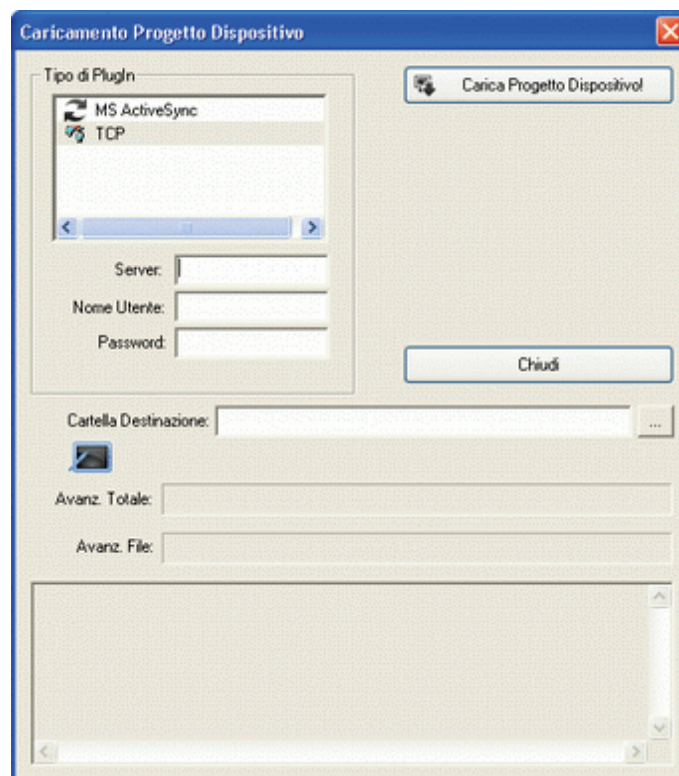 Caricamento Progetto Dispositivo
Tipo di PlugIn
MS ActiveSync
TCP
Carica Progetto Dispositivo!
Server:
Nome Utente:
Password:
Chiudi
Cartella Destinazione:
...
Avanz. Totale:
Avanz. File: